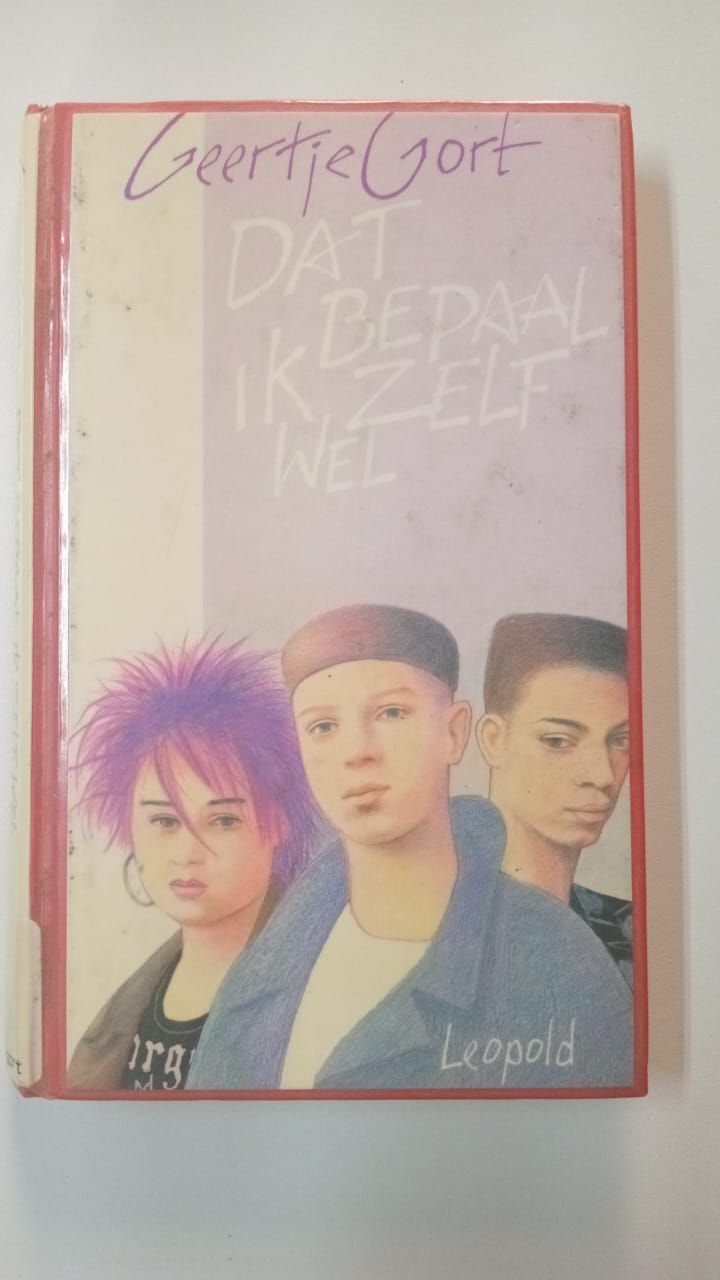 Geertje Gort
DAT
BEPAAL
IK ZELF
WEL
Leopold